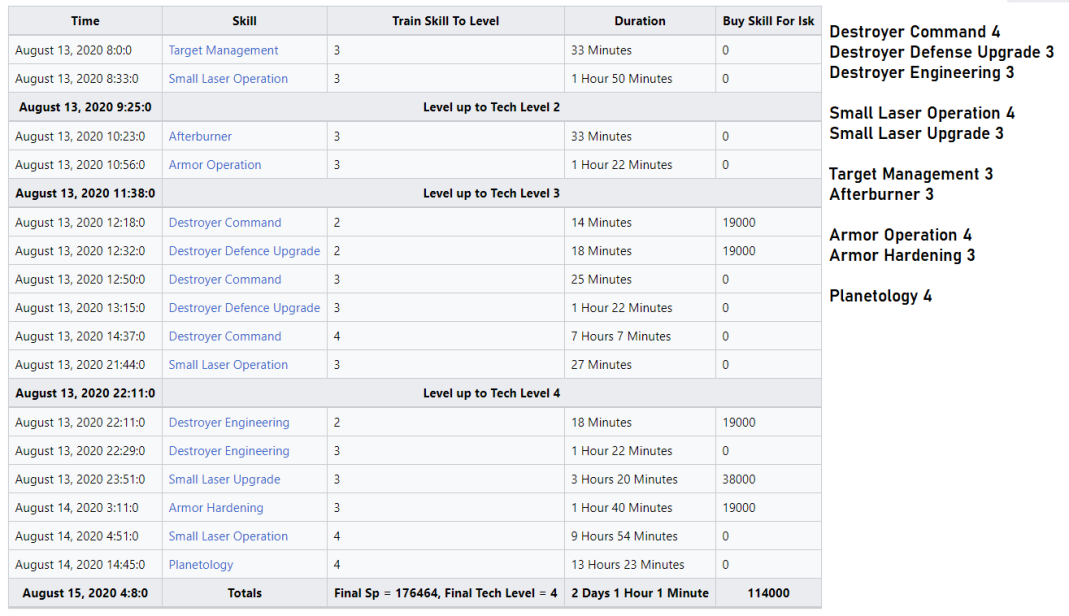 Time Skill Train Skill To Level Duration Buy Skill For Isk
August 13, 2020 8:0:0 Target Management 3 33 Minutes 0
August 13, 2020 8:33:0 Small Laser Operation 3 1 Hour 50 Minutes 0
August 13, 2020 9:25:0 Level up to Tech Level 2
August 13, 2020 10:23:0 Afterburner 3 33 Minutes 0
August 13, 2020 10:56:0 Armor Operation 3 1 Hour 22 Minutes 0
August 13, 2020 11:38:0 Level up to Tech Level 3
August 13, 2020 12:18:0 Destroyer Command 2 14 Minutes 19000
August 13, 2020 12:32:0 Destroyer Defence Upgrade 2 18 Minutes 19000
August 13, 2020 12:50:0 Destroyer Command 3 25 Minutes 0
August 13, 2020 13:15:0 Destroyer Defence Upgrade 3 1 Hour 22 Minutes 0
August 13, 2020 14:37:0 Destroyer Command 4 7 Hours 7 Minutes 0
August 13, 2020 21:44:0 Small Laser Operation 3 27 Minutes 0
August 13, 2020 22:11:0 Level up to Tech Level 4
August 13, 2020 22:11:0 Destroyer Engineering 2 18 Minutes 19000
August 13, 2020 22:29:0 Destroyer Engineering 3 1 Hour 22 Minutes 0
August 13, 2020 23:51:0 Small Laser Upgrade 3 3 Hours 20 Minutes 38000
August 14, 2020 3:11:0 Armor Hardening 3 1 Hour 40 Minutes 19000
August 14, 2020 4:51:0 Small Laser Operation 4 9 Hours 54 Minutes 0
August 14, 2020 14:45:0 Planetology 4 13 Hours 23 Minutes 0
August 15, 2020 4:8:0 Totals Final Sp = 176464, Final Tech Level = 4 2 Days 1 Hour 1 Minute 114000
Destroyer Command 4
Destroyer Defense Upgrade 3
Destroyer Engineering 3
Small Laser Operation 4
Small Laser Upgrade 3
Target Management 3
Afterburner 3
Armor Operation 4
Armor Hardening 3
Planetology 4